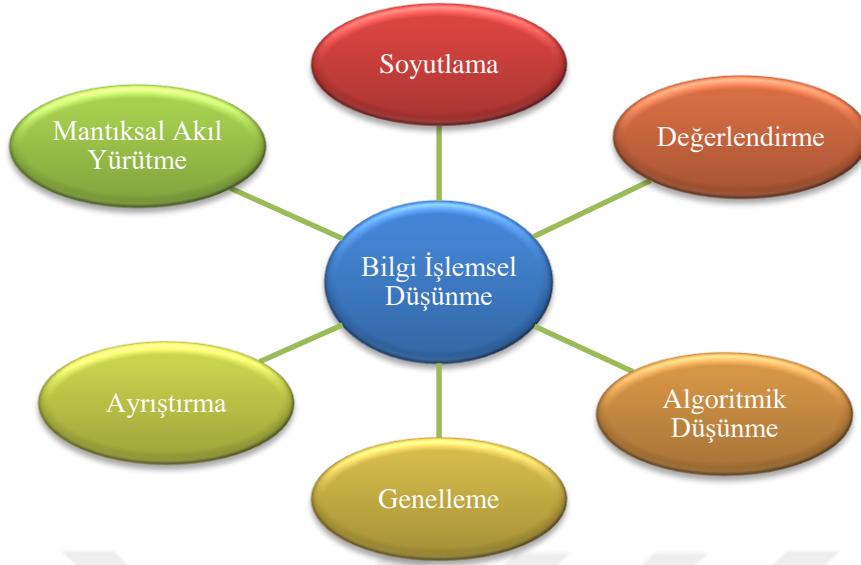 Soyutlama
Mantıksal Akıl
Yürütme
Değerlendirme
Bilgi İşlemsel
Düşünme
Ayrıştırma
Algoritmik
Düşünme
Genelleme